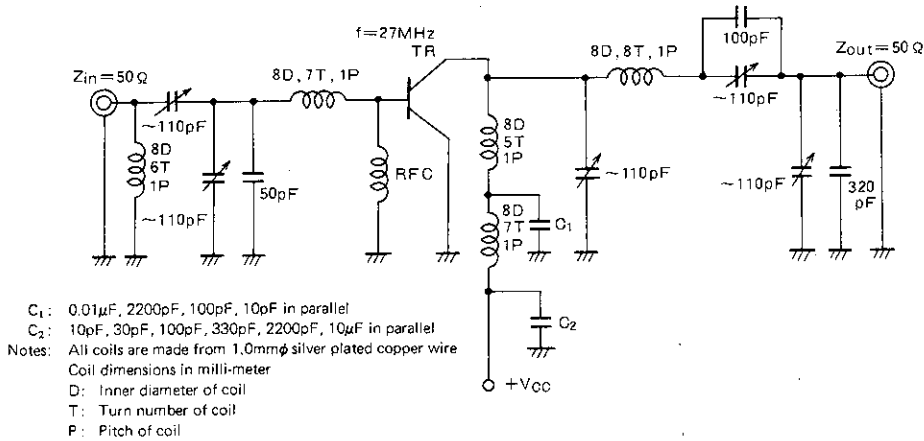 f=27MHz
TR
Zin=50Ω
8D,7T,1P
~110pF
8D
6T
1P
~110pF
50pF
RFC
8D
5T
1P
8D
7T
1P
C1
C2
+VCC
~110pF
8D,8T,1P
100pF
~110pF
Zout=50Ω
~110pF
320
pF
C1: 0.01μF, 2200pF, 100pF, 10pF in parallel
C2: 10pF, 30pF, 100pF, 330pF, 2200pF, 10μF in parallel
Notes: All coils are made from 1.0mmφ silver plated copper wire
Coil dimensions in milli-meter
D: Inner diameter of coil
T: Turn number of coil
P: Pitch of coil